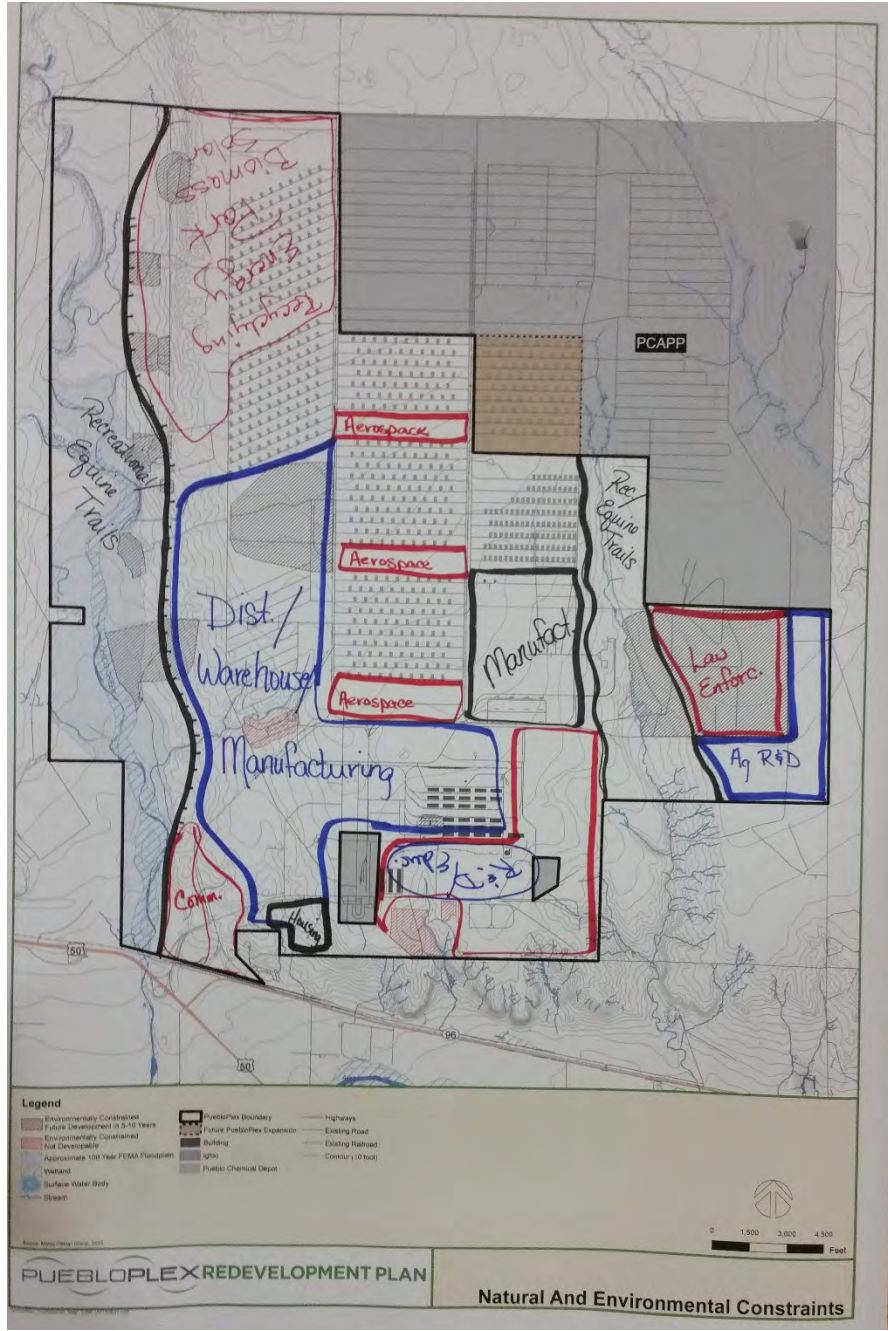 Solar
Biomass
Park
Energy
Recycling
PCAPP
Aerospace
Recreational
Equine
Trails
Rec/
Equine
Trails
Aerospace
Dist./
Warehouse/
Manufact.
Law
Enforc.
Aerospace
Ag R&D
Manufacturing
R&D/Educ.
Comm.
Housing
50
96
50
Legend
Environmentally Constrained
Future Development in 5-10 Years
Environmentally Constrained
Not Developable
Approximate 100 Year FEMA Floodplain
Wetland
Surface Water Body
Stream
PuebloPlex Boundary
Future PuebloPlex Expansion
Building
Igloo
Pueblo Chemical Depot
Highways
Existing Road
Existing Railroad
Contour (10 foot)
0 1,500 3,000 4,500
Feet
PUEBLOPLEX REDEVELOPMENT PLAN
Natural And Environmental Constraints